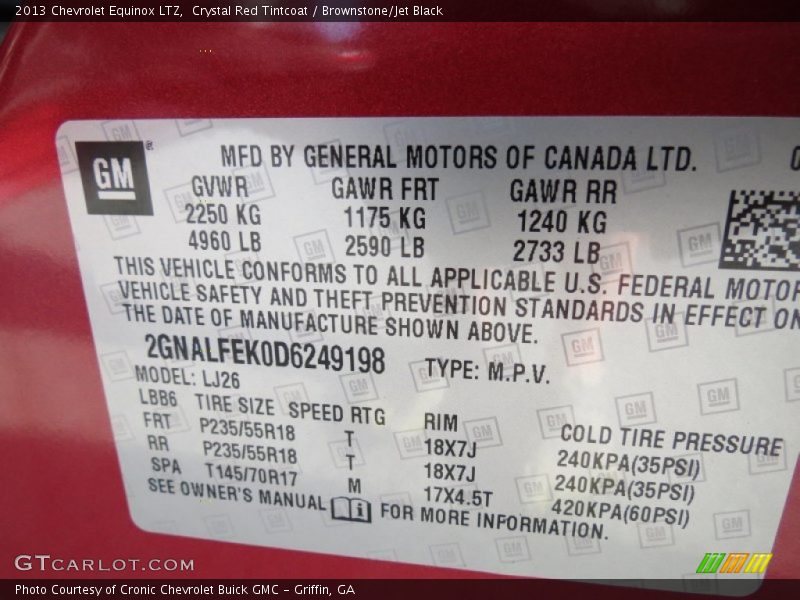 2013 Chevrolet Equinox LTZ, Crystal Red Tintcoat / Brownstone/Jet Black
GM®
MFD BY GENERAL MOTORS OF CANADA LTD. 0
GVWR GAWR FRT GAWR RR
2250 KG 1175 KG 1240 KG
4960 LB 2590 LB 2733 LB
THIS VEHICLE CONFORMS TO ALL APPLICABLE U.S. FEDERAL MOTOR
VEHICLE SAFETY AND THEFT PREVENTION STANDARDS IN EFFECT ON
THE DATE OF MANUFACTURE SHOWN ABOVE.
2GNALFEK0D6249198 TYPE: M.P.V.
MODEL: LJ26
LBB6 TIRE SIZE SPEED RTG RIM COLD TIRE PRESSURE
FRT P235/55R18 T 18X7J 240KPA(35PSI)
RR P235/55R18 T 18X7J 240KPA(35PSI)
SPA T145/70R17 M 17X4.5T 420KPA(60PSI)
SEE OWNER'S MANUAL i FOR MORE INFORMATION.
GTCARLOT.COM
Photo Courtesy of Cronic Chevrolet Buick GMC - Griffin, GA